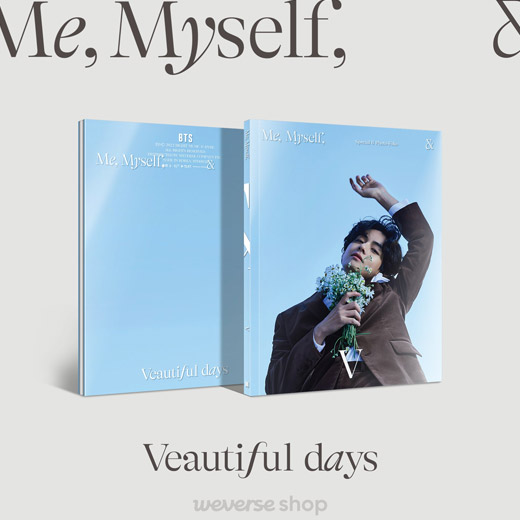 Me, Myself, &
BTS
Me, Myself, &
Veautiful days
Me, Myself,
&
V
Veautiful days
weverse shop